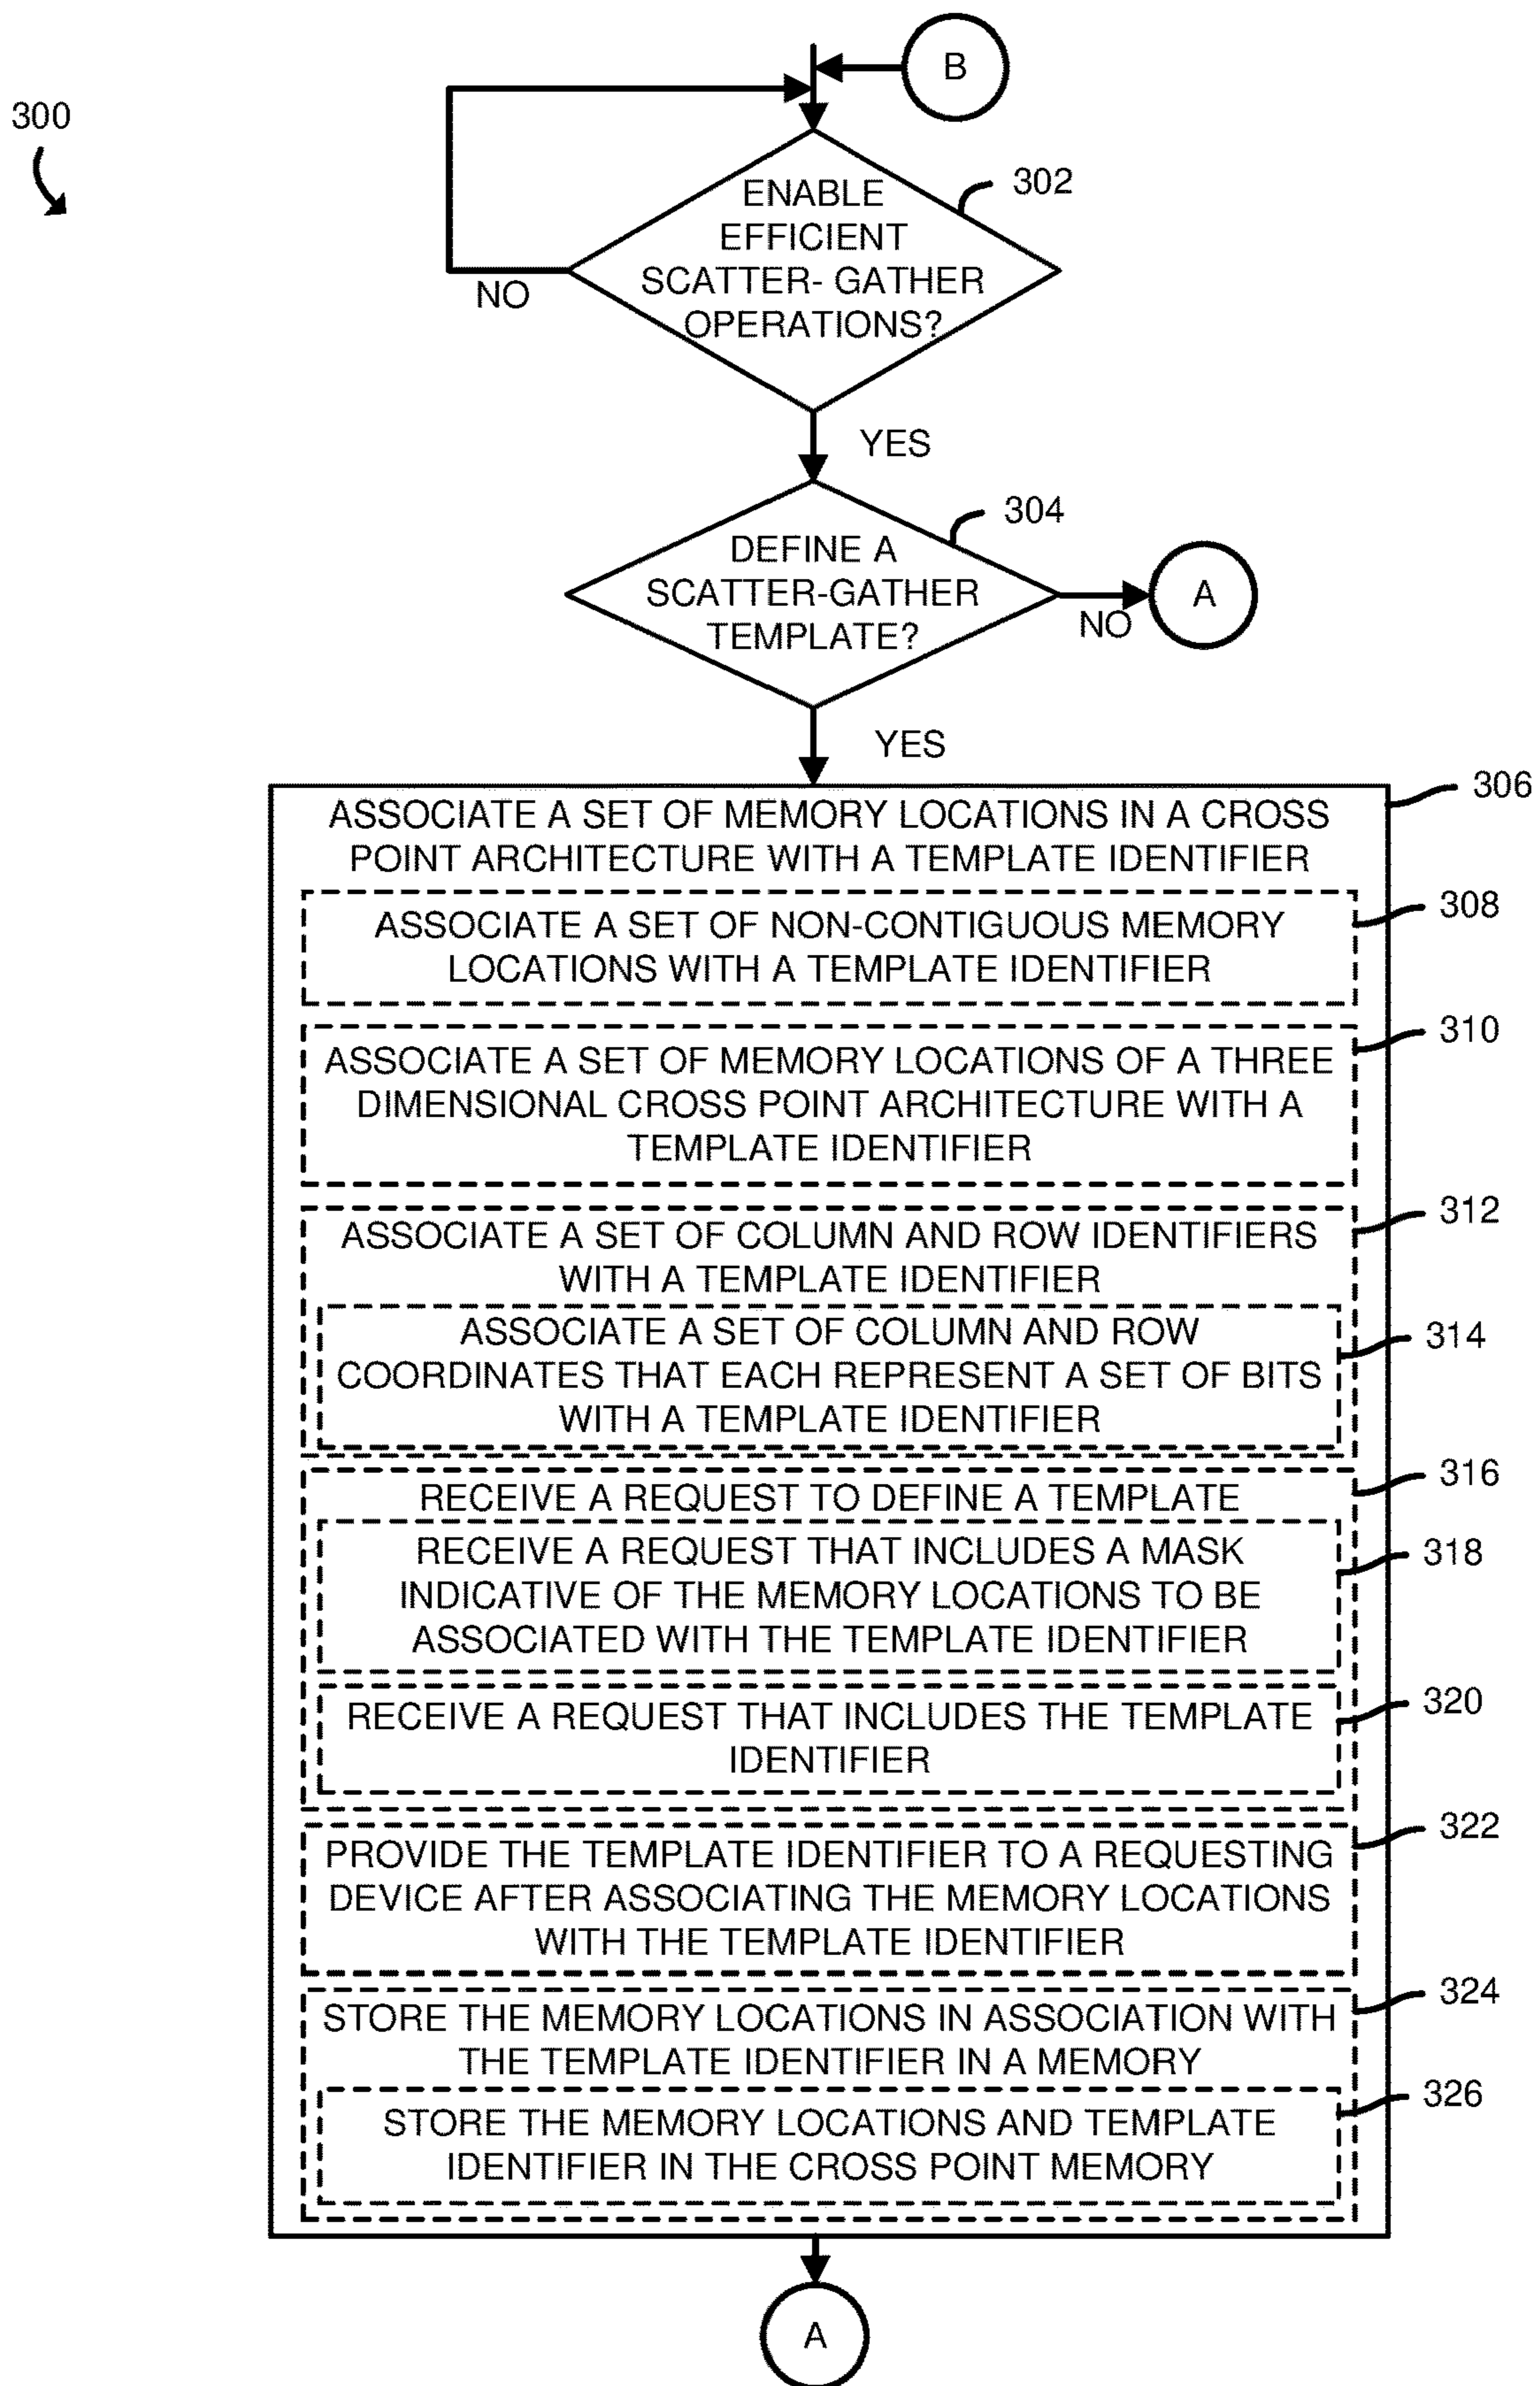 B
300
302
ENABLE
EFFICIENT
SCATTER- GATHER
OPERATIONS?
NO
YES
304
DEFINE A
SCATTER-GATHER
TEMPLATE?
A
NO
YES
306
ASSOCIATE A SET OF MEMORY LOCATIONS IN A CROSS
POINT ARCHITECTURE WITH A TEMPLATE IDENTIFIER
308
ASSOCIATE A SET OF NON-CONTIGUOUS MEMORY
LOCATIONS WITH A TEMPLATE IDENTIFIER
310
ASSOCIATE A SET OF MEMORY LOCATIONS OF A THREE
DIMENSIONAL CROSS POINT ARCHITECTURE WITH A
TEMPLATE IDENTIFIER
312
ASSOCIATE A SET OF COLUMN AND ROW IDENTIFIERS
WITH A TEMPLATE IDENTIFIER
314
ASSOCIATE A SET OF COLUMN AND ROW
COORDINATES THAT EACH REPRESENT A SET OF BITS
WITH A TEMPLATE IDENTIFIER
316
RECEIVE A REQUEST TO DEFINE A TEMPLATE
318
RECEIVE A REQUEST THAT INCLUDES A MASK
INDICATIVE OF THE MEMORY LOCATIONS TO BE
ASSOCIATED WITH THE TEMPLATE IDENTIFIER
320
RECEIVE A REQUEST THAT INCLUDES THE TEMPLATE
IDENTIFIER
322
PROVIDE THE TEMPLATE IDENTIFIER TO A REQUESTING
DEVICE AFTER ASSOCIATING THE MEMORY LOCATIONS
WITH THE TEMPLATE IDENTIFIER
324
STORE THE MEMORY LOCATIONS IN ASSOCIATION WITH
THE TEMPLATE IDENTIFIER IN A MEMORY
326
STORE THE MEMORY LOCATIONS AND TEMPLATE
IDENTIFIER IN THE CROSS POINT MEMORY
A